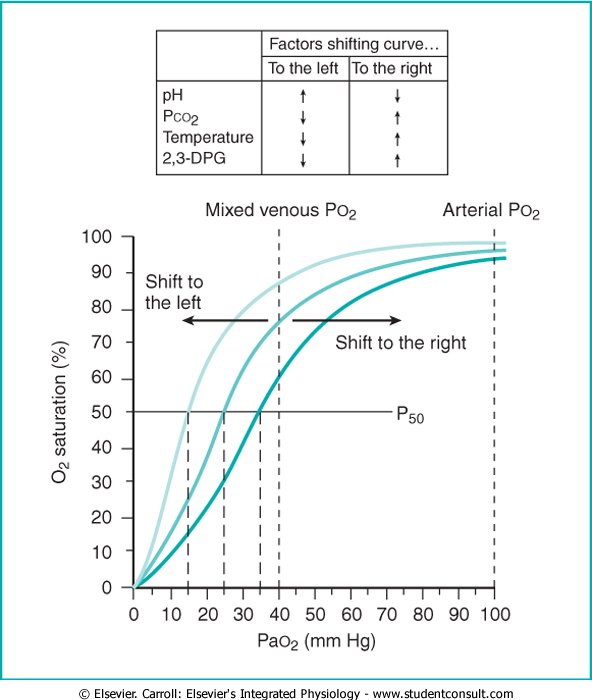 Factors shifting curve...
To the left To the right
pH ↑ ↓
PCO2 ↓ ↑
Temperature ↓ ↑
2,3-DPG ↓ ↑
Mixed venous PO2 Arterial PO2
100
90
80
70
60
50
40
30
20
10
0
O2 saturation (%)
Shift to
the left
Shift to the right
P50
0 10 20 30 40 50 60 70 80 90 100
PaO2 (mm Hg)
© Elsevier. Carroll: Elsevier's Integrated Physiology - www.studentconsult.com